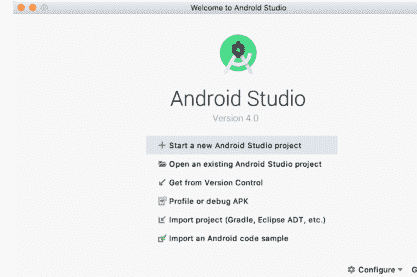 Welcome to Android Studio
Android Studio
Version 4.0
Start a new Android Studio project
Open an existing Android Studio project
Get from Version Control
Profile or debug APK
Import project (Gradle, Eclipse ADT, etc.)
Import an Android code sample
Configure